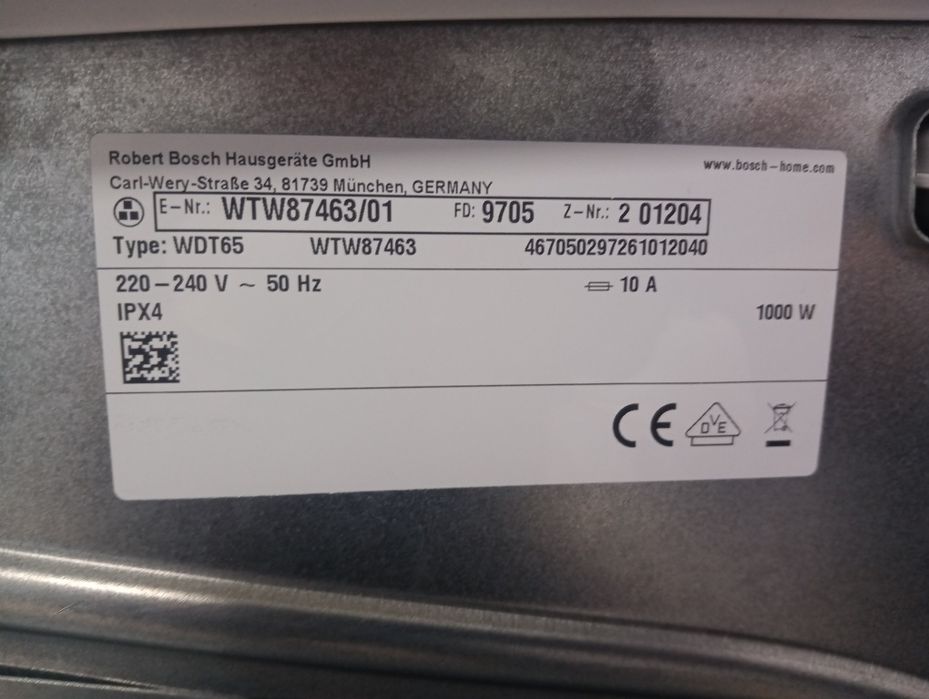 Robert Bosch Hausgeräte GmbH
www.bosch-home.com
Carl-Wery-Straße 34, 81739 München, GERMANY
E-Nr.: WTW87463/01 FD: 9705 Z-Nr.: 2 01204
Type: WDT65 WTW87463 467050297261012040
220-240 V ~ 50 Hz 10 A
IPX4 1000 W
CE DVE